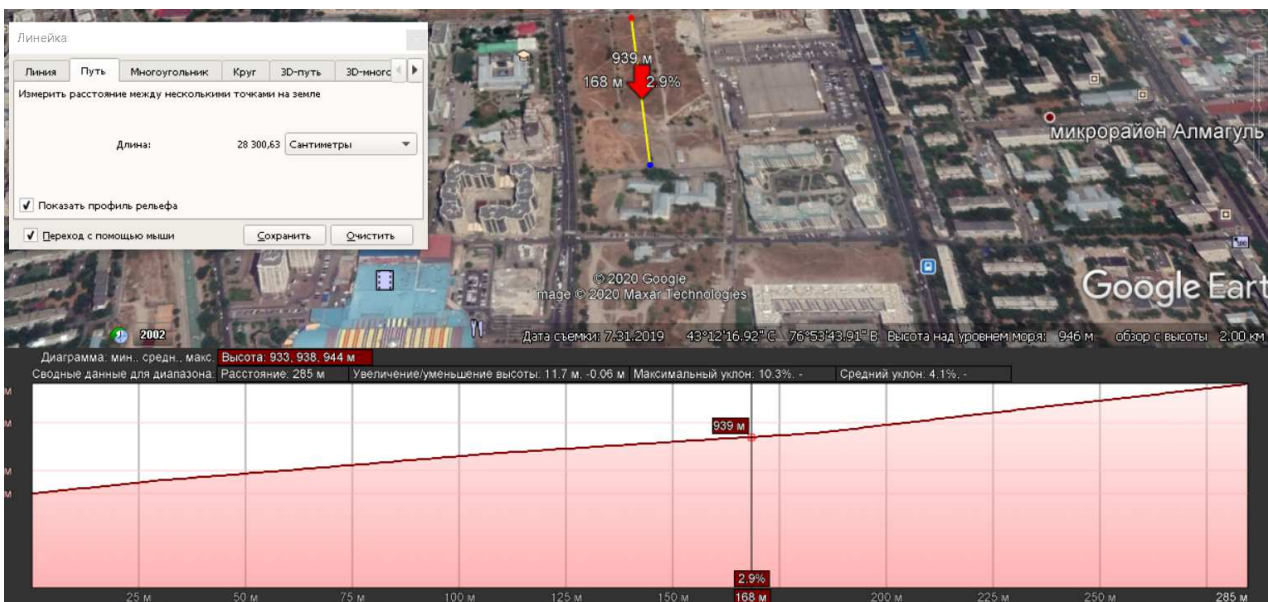 Линейка
Линия Путь Многоугольник Круг 3D-путь 3D-многс
Измерить расстояние между несколькими точками на земле
Длина: 28 300,63 Сантиметры
Показать профиль рельефа
Переход с помощью мыши Сохранить Очистить
939 м
168 м 2.9%
микрорайон Алмагуль
© 2020 Google
mage © 2020 Maxar Technologies
Google Eart
2002
Дата съемки: 7.31.2019 43°12'16.92" С 76°53'43.91" В Высота над уровнем моря: 946 м обзор с высоты 2.00 км
Диаграмма: мин., средн., макс. Высота: 933, 938, 944 м
Сводные данные для диапазона: Расстояние: 285 м Увеличение/уменьшение высоты: 11.7 м, -0.06 м Максимальный уклон: 10.3%, - Средний уклон: 4.1%, -
м
м
939 м
м
м
2.9%
25 м 50 м 75 м 100 м 125 м 150 м 168 м 200 м 225 м 250 м 285 м